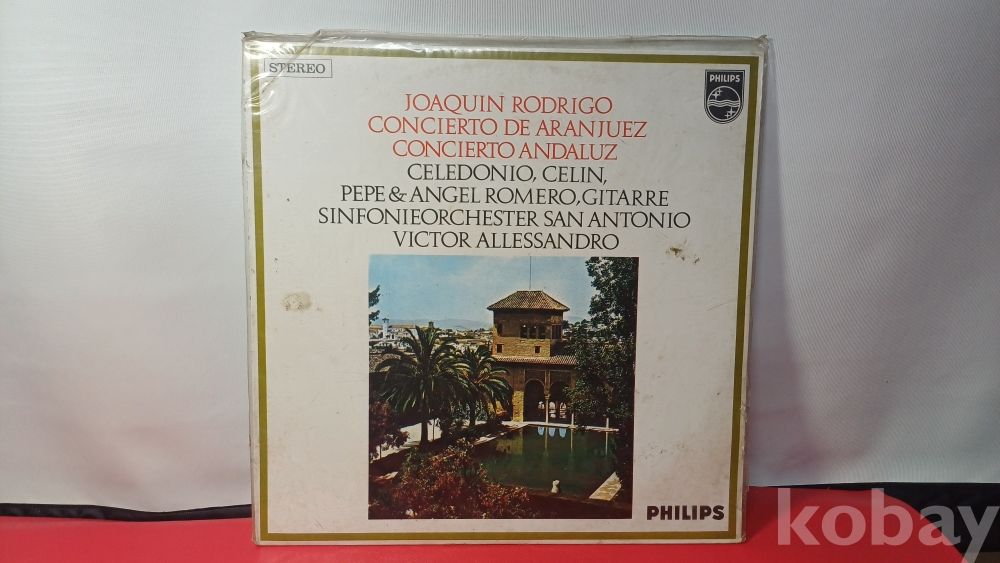 STEREO
PHILIPS
JOAQUIN RODRIGO
CONCIERTO DE ARANJUEZ
CONCIERTO ANDALUZ
CELEDONIO, CELIN,
PEPE & ANGEL ROMERO, GITARRE
SINFONIEORCHESTER SAN ANTONIO
VICTOR ALLESSANDRO
PHILIPS
kobay